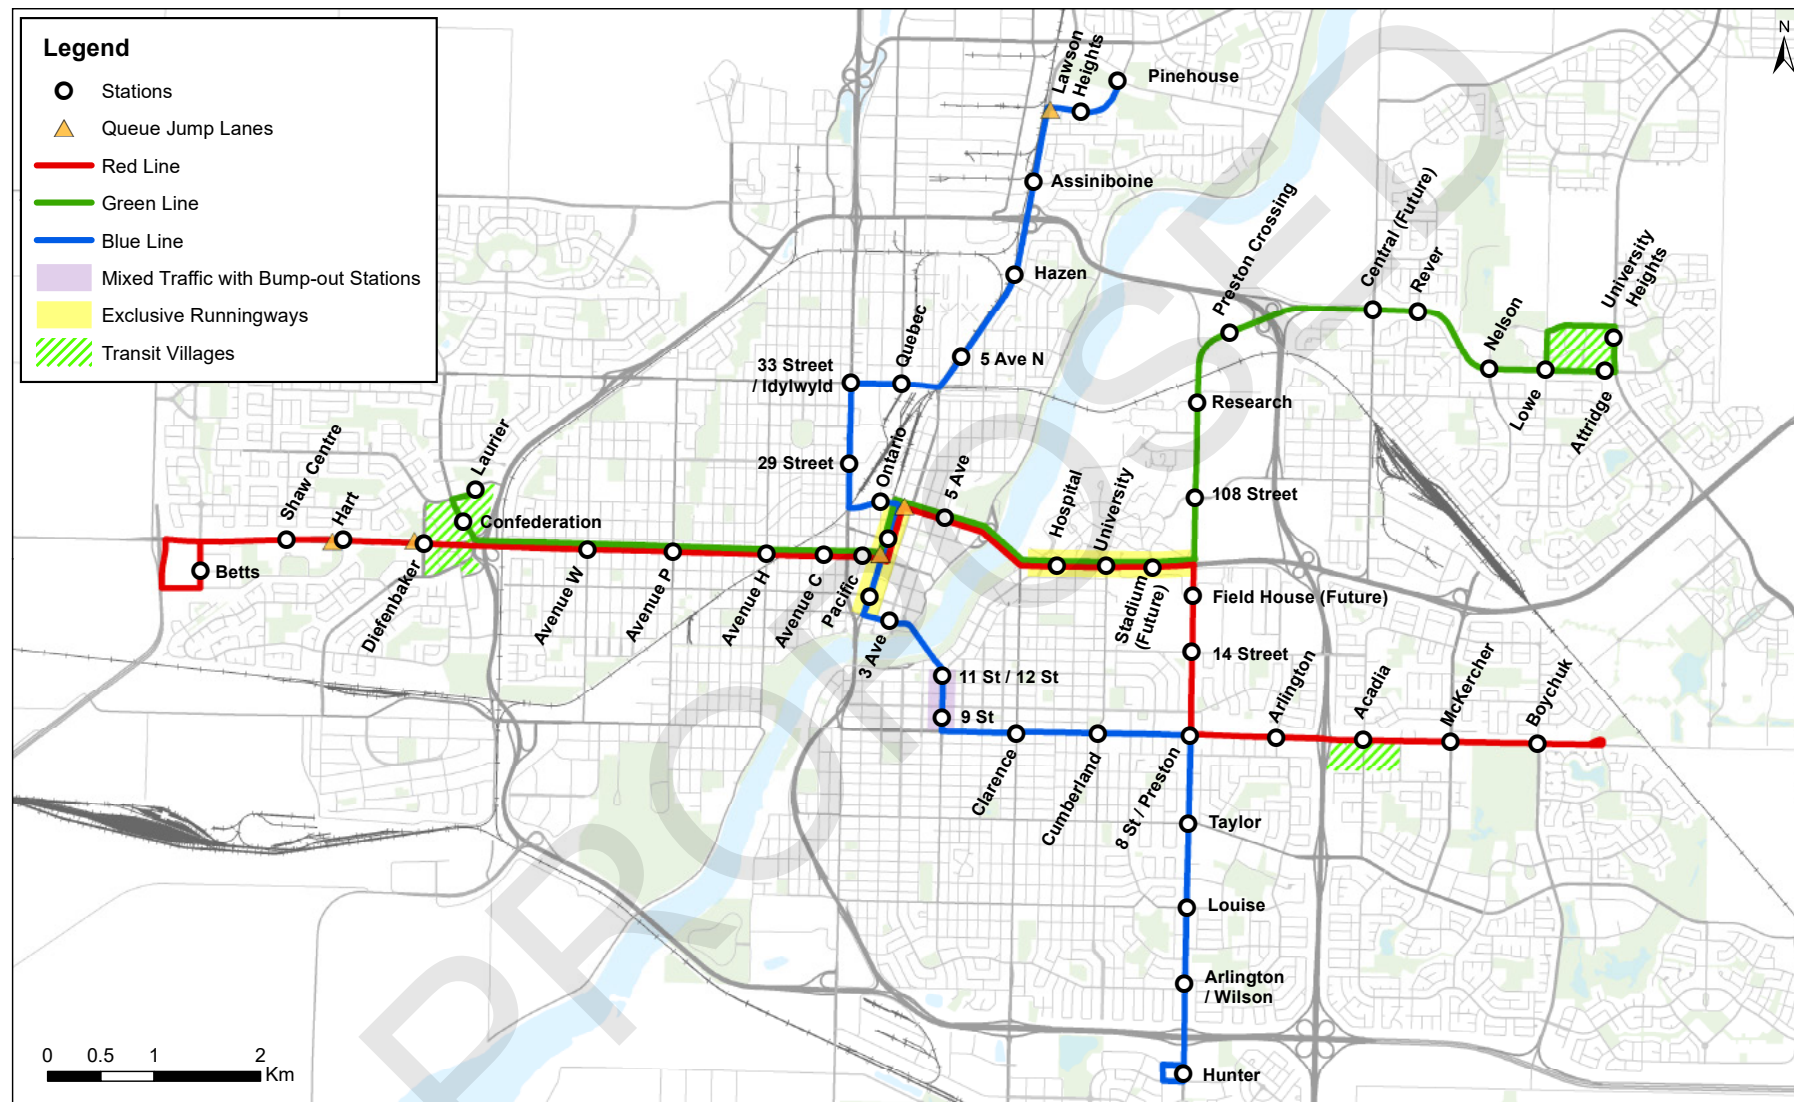 Legend
Stations
Queue Jump Lanes
Red Line
Green Line
Blue Line
Mixed Traffic with Bump-out Stations
Exclusive Runningways
Transit Villages
N
Lawson
Heights
Pinehouse
Assiniboine
Hazen
Preston Crossing
Central (Future)
Rever
University
Heights
Nelson
Quebec
5 Ave N
33 Street
/ Idylwyld
Research
Lowe
Attridge
Ontario
29 Street
5 Ave
Hospital
University
108 Street
Laurier
Shaw Centre
Hart
Confederation
Betts
Diefenbaker
Avenue W
Avenue P
Avenue H
Avenue C
Pacific
Stadium
(Future)
Field House (Future)
3 Ave
14 Street
11 St / 12 St
9 St
Arlington
Acadia
McKercher
Boychuk
Clarence
Cumberland
8 St / Preston
Taylor
Louise
Arlington
/ Wilson
Hunter
0 0.5 1 2
Km
PROPOSED